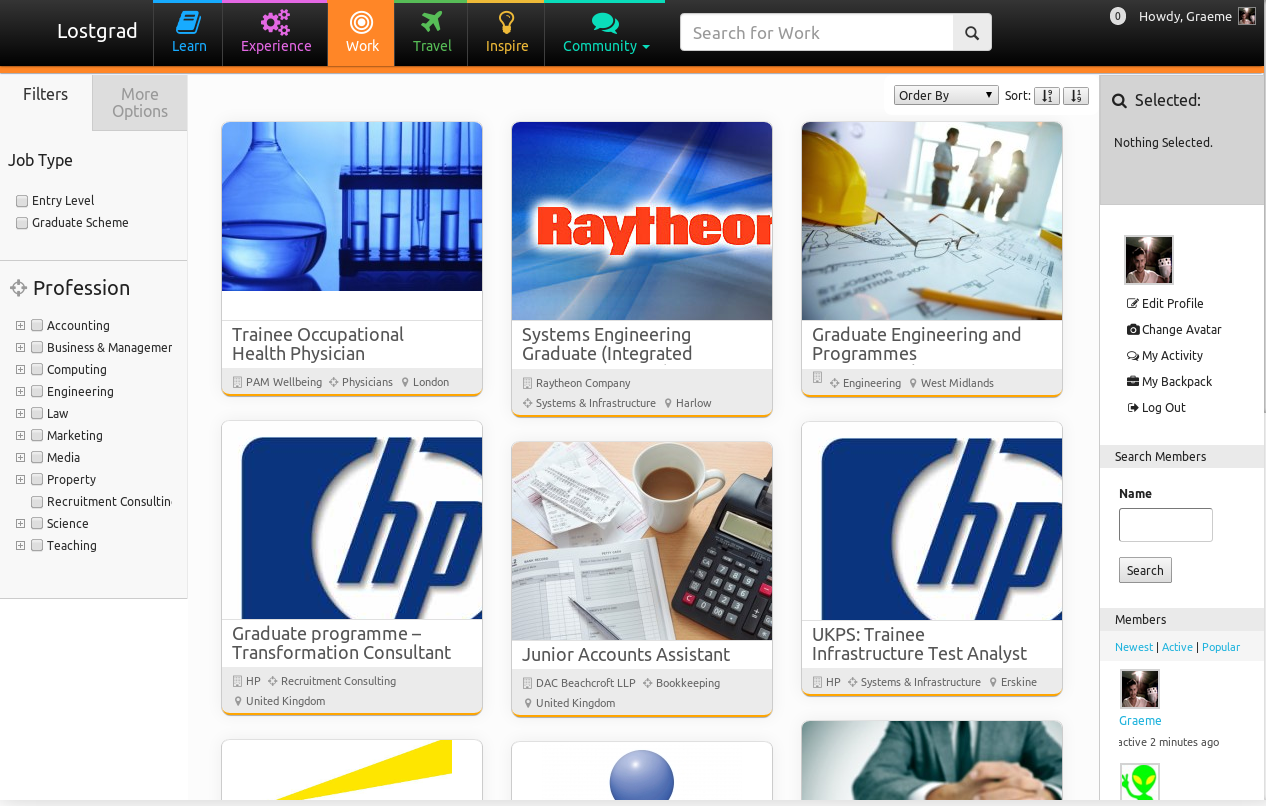 Lostgrad
Learn
Experience
Work
Travel
Inspire
Community
Search for Work
0
Howdy, Graeme
Filters
More
Options
Job Type
Entry Level
Graduate Scheme
Profession
Accounting
Business & Managemen
Computing
Engineering
Law
Marketing
Media
Property
Recruitment Consulting
Science
Teaching
Order By
Sort:
Trainee Occupational
Health Physician
PAM Wellbeing Physicians London
Raytheon
Systems Engineering
Graduate (Integrated
Raytheon Company
Systems & Infrastructure Harlow
Graduate Engineering and
Programmes
Engineering West Midlands
hp
Graduate programme –
Transformation Consultant
HP Recruitment Consulting
United Kingdom
Junior Accounts Assistant
DAC Beachcroft LLP Bookkeeping
United Kingdom
hp
UKPS: Trainee
Infrastructure Test Analyst
HP Systems & Infrastructure Erskine
Selected:
Nothing Selected.
Edit Profile
Change Avatar
My Activity
My Backpack
Log Out
Search Members
Name
Search
Members
Newest | Active | Popular
Graeme
active 2 minutes ago